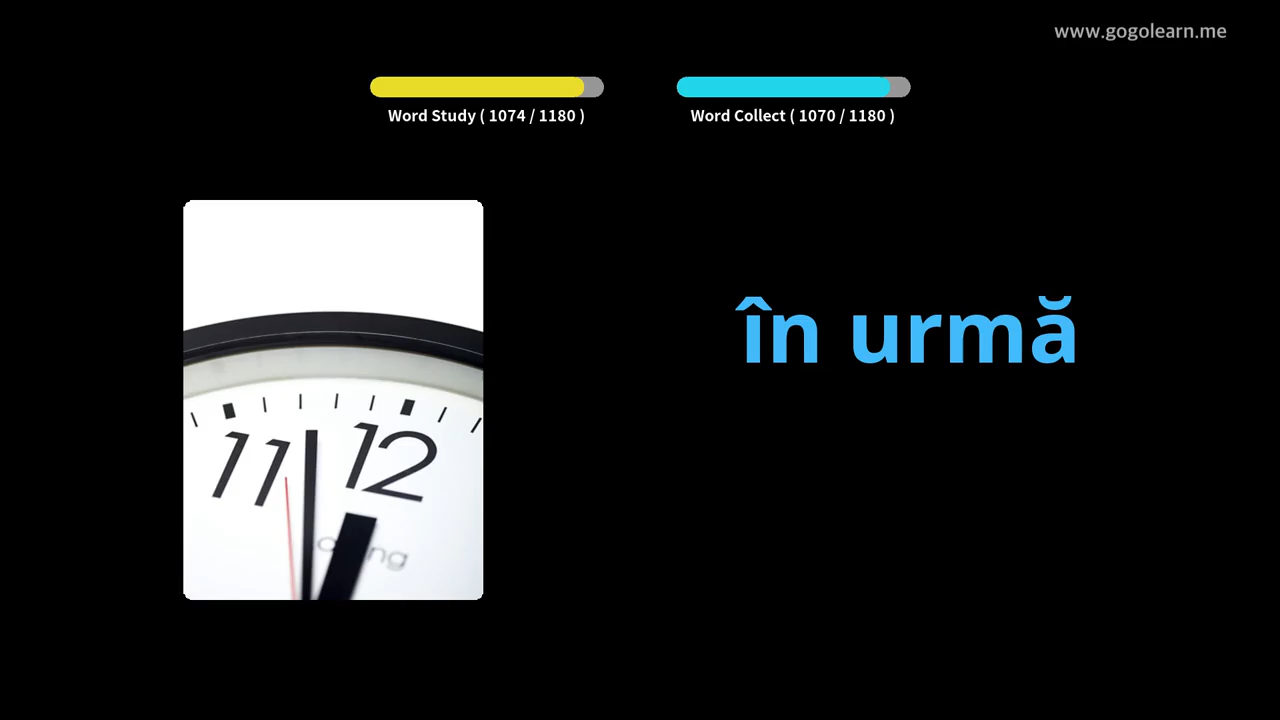 www.gogolearn.me
Word Study ( 1074 / 1180 )
Word Collect ( 1070 / 1180 )
în urmă
11
12